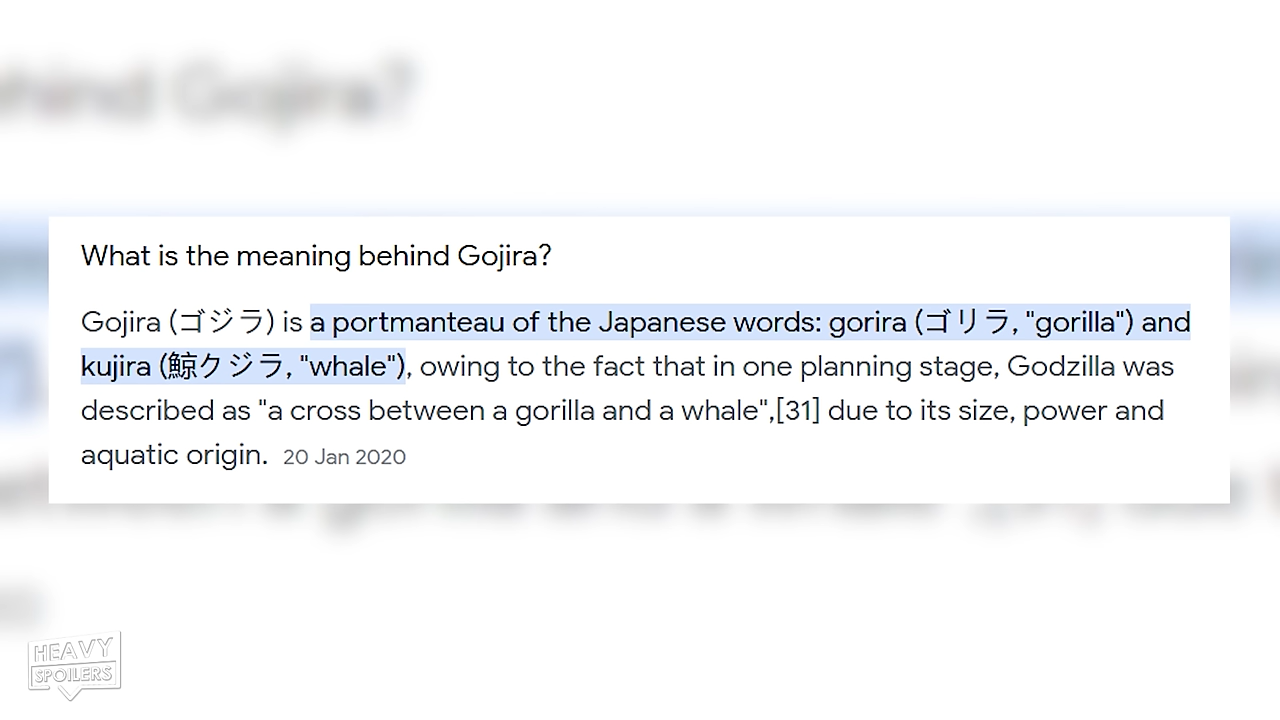 What is the meaning behind Gojira?
Gojira (ゴジラ) is a portmanteau of the Japanese words: gorira (ゴリラ, "gorilla") and
kujira (鯨クジラ, "whale"), owing to the fact that in one planning stage, Godzilla was
described as "a cross between a gorilla and a whale",[31] due to its size, power and
aquatic origin. 20 Jan 2020
HEAVY
SPOILERS